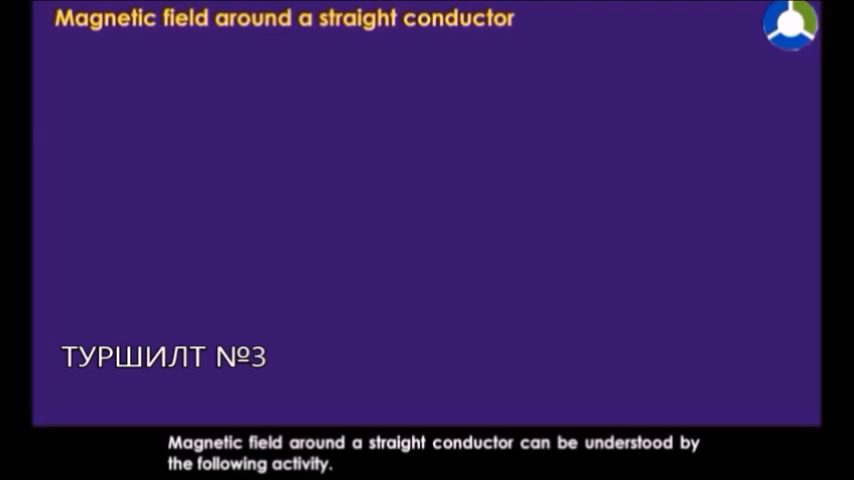 Magnetic field around a straight conductor
ТУРШИЛТ №3
Magnetic field around a straight conductor can be understood by
the following activity.